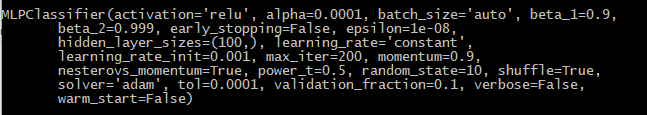 MLPClassifier(activation='relu', alpha=0.0001, batch_size='auto', beta_1=0.9,
beta_2=0.999, early_stopping=False, epsilon=1e-08,
hidden_layer_sizes=(100,), learning_rate='constant',
learning_rate_init=0.001, max_iter=200, momentum=0.9,
nesterovs_momentum=True, power_t=0.5, random_state=10, shuffle=True,
solver='adam', tol=0.0001, validation_fraction=0.1, verbose=False,
warm_start=False)